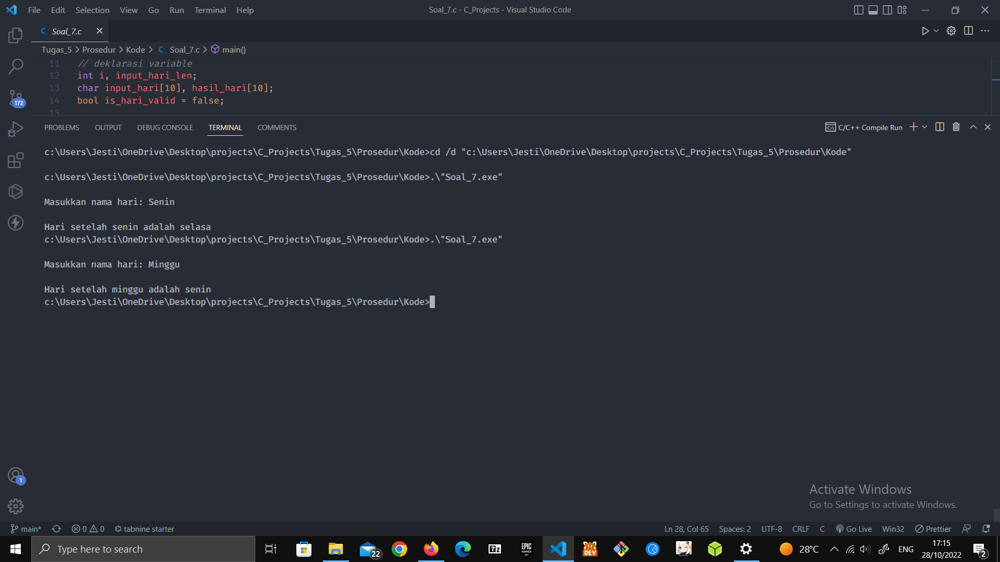 File Edit Selection View Go Run Terminal Help
Soal_7.c - C_Projects - Visual Studio Code
C Soal_7.c
Tugas_5 > Prosedur > Kode > C Soal_7.c > main()
11 // deklarasi variable
12 int i, input_hari_len;
13 char input_hari[10], hasil_hari[10];
14 bool is_hari_valid = false;
15
172
PROBLEMS OUTPUT DEBUG CONSOLE TERMINAL COMMENTS
C/C++ Compile Run
c:\Users\Jesti\OneDrive\Desktop\projects\C_Projects\Tugas_5\Prosedur\Kode>cd /d "c:\Users\Jesti\OneDrive\Desktop\projects\C_Projects\Tugas_5\Prosedur\Kode"
c:\Users\Jesti\OneDrive\Desktop\projects\C_Projects\Tugas_5\Prosedur\Kode>.\"Soal_7.exe"
Masukkan nama hari: Senin
Hari setelah senin adalah selasa
c:\Users\Jesti\OneDrive\Desktop\projects\C_Projects\Tugas_5\Prosedur\Kode>.\"Soal_7.exe"
Masukkan nama hari: Minggu
Hari setelah minggu adalah senin
c:\Users\Jesti\OneDrive\Desktop\projects\C_Projects\Tugas_5\Prosedur\Kode>
1
Activate Windows
Go to Settings to activate Windows.
main* 0 0 tabnine starter
Ln 28, Col 65 Spaces: 2 UTF-8 CRLF C Go Live Win32 Prettier
Type here to search
22
7z
EPIC GAMES
DEV
28°C
ENG
17:15
28/10/2022
2